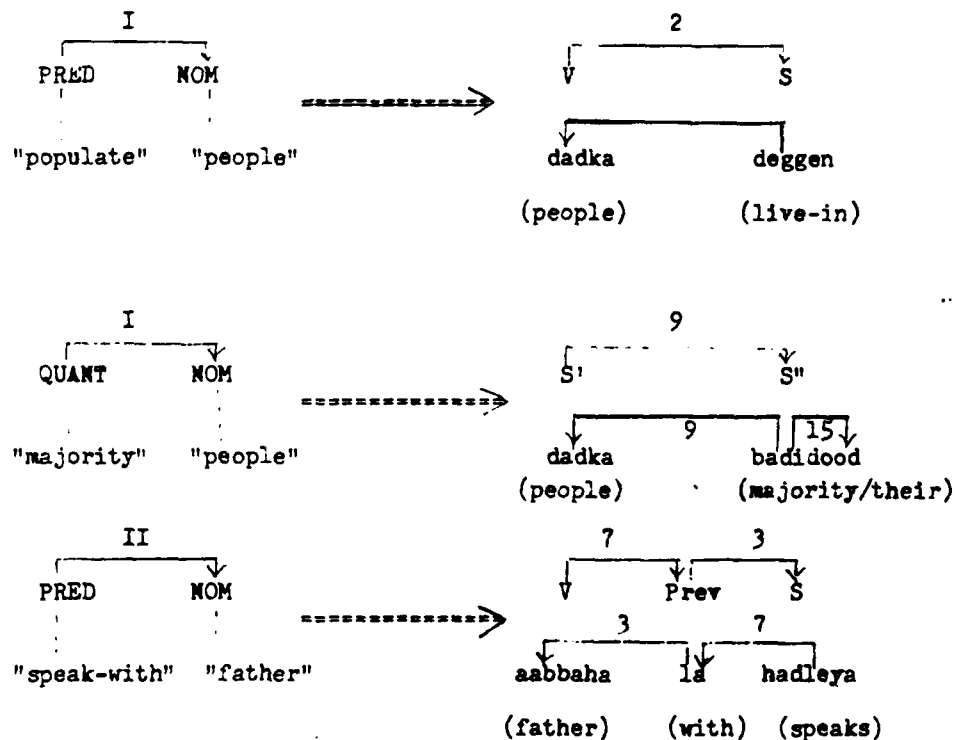 I 2
PRED NOM V S
"populate" "people" dadka deggen
(people) (live-in)
I 9
QUANT NOM S' S"
9 15
"majority" "people" dadka badidood
(people) (majority/their)
II 7 3
PRED NOM V Prev S
3 7
"speak-with" "father" aabbaha la hadleya
(father) (with) (speaks)